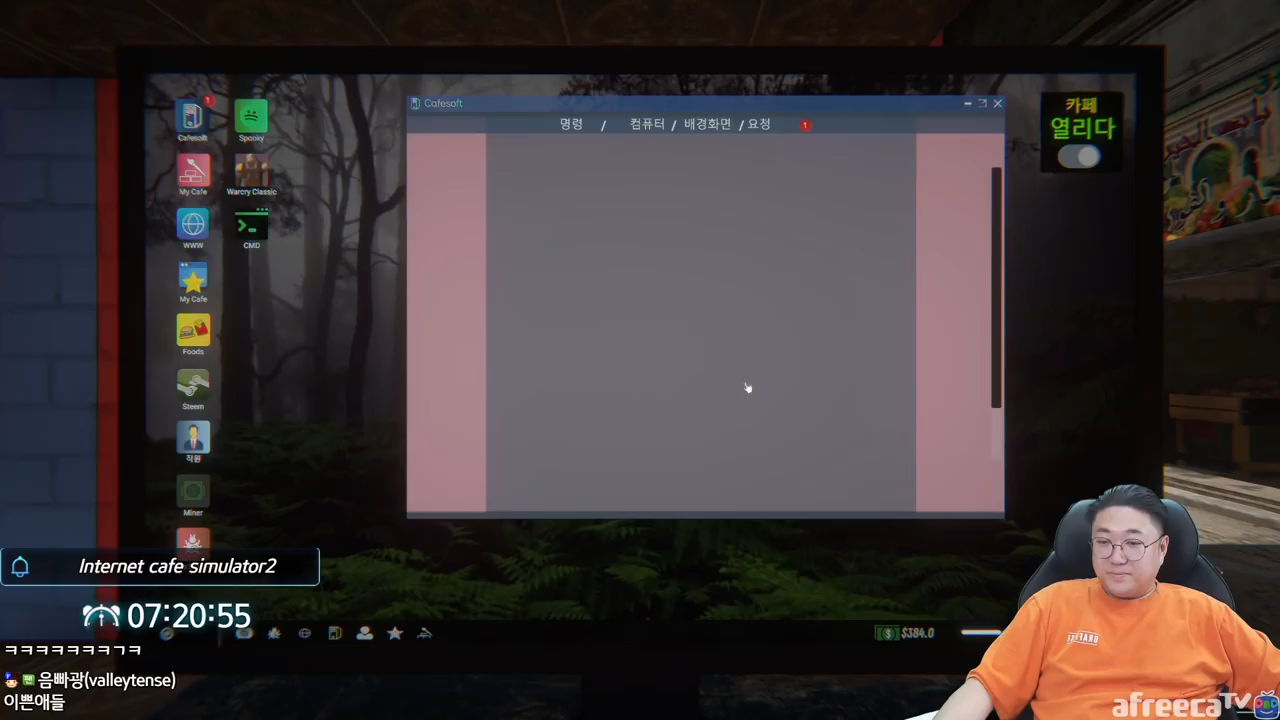 Cafesoft
명령 / 컴퓨터 / 배경화면 / 요청 1
카페
열리다
1
Cafesoft
Spooky
My Cafe
Warcry Classic
WWW
CMD
My Cafe
Foods
Steem
직원
Miner
Internet cafe simulator2
07:20:55
$384.0
ㅋㅋㅋㅋㅋㅋㅋㄱㅋ
음빠광(valleytense)
이쁜애들
afreecaTV